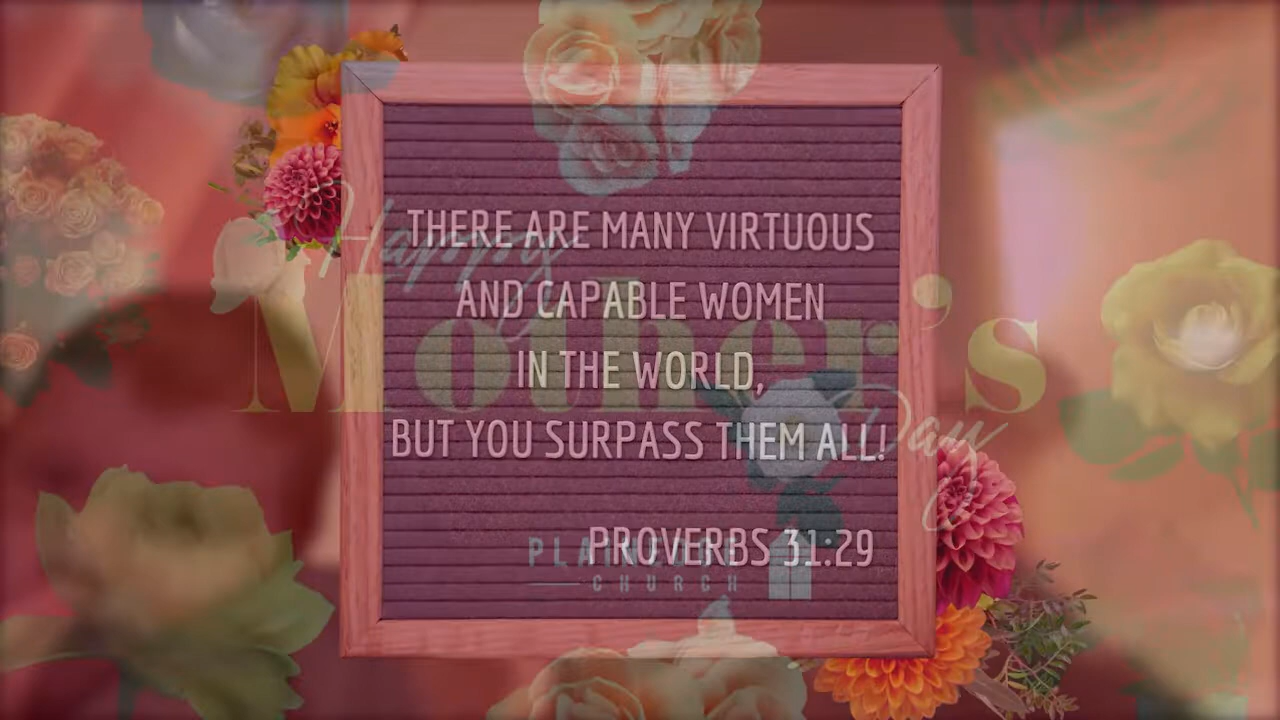 Happy
THERE ARE MANY VIRTUOUS
AND CAPABLE WOMEN
Mother's
IN THE WORLD,
Day
BUT YOU SURPASS THEM ALL!
PROVERBS 31:29
CHURCH